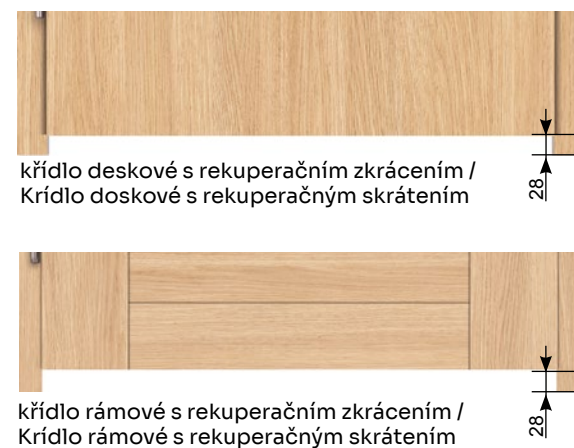 křídlo deskové s rekuperačním zkrácením /
Krídlo doskové s rekuperačným skrátením
28
křídlo rámové s rekuperačním zkrácením /
Krídlo rámové s rekuperačným skrátením
28